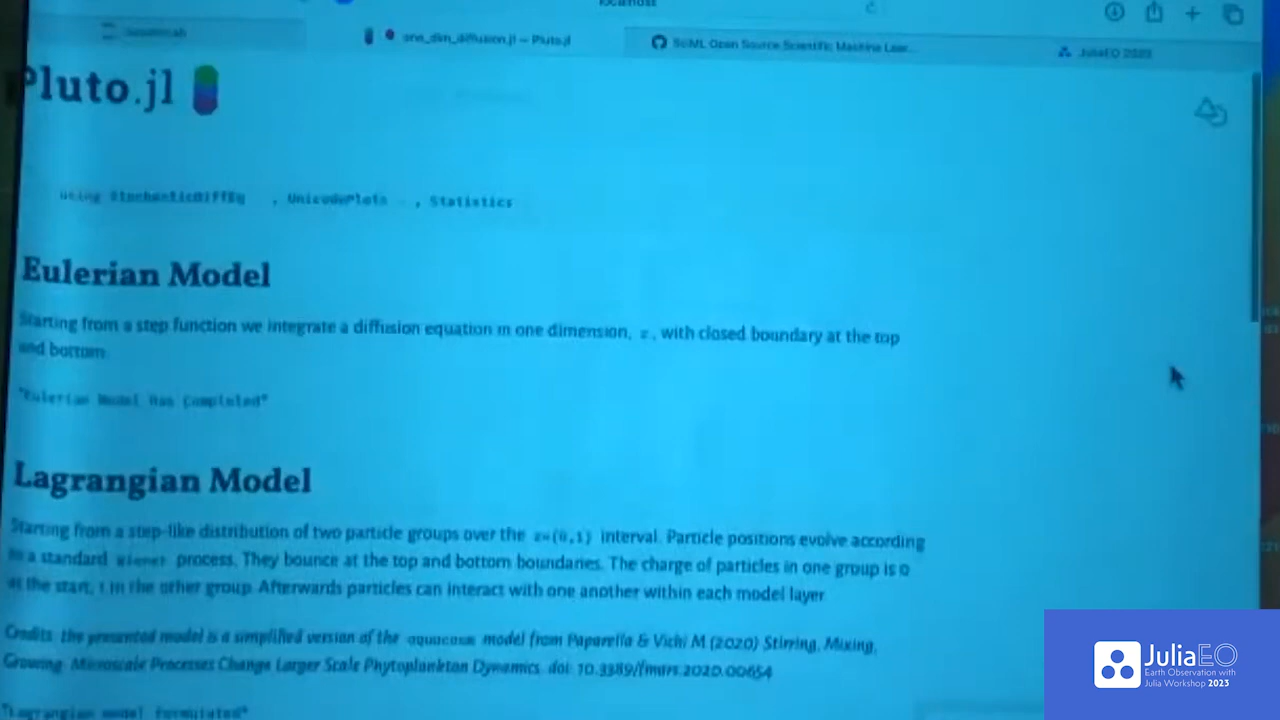 localhost
one_dim_diffusion.jl — Pluto.jl
SciML Open Source Scientific Machine Lear...
JuliaEO 2023
Pluto.jl
using StochasticDiffEq , UnicodePlots , Statistics
Eulerian Model
Starting from a step function we integrate a diffusion equation in one dimension, z, with closed boundary at the top
and bottom.
"Eulerian Model Has Completed"
Lagrangian Model
Starting from a step-like distribution of two particle groups over the z=(0,1) interval. Particle positions evolve according
to a standard wiener process. They bounce at the top and bottom boundaries. The charge of particles in one group is 0
at the start, 1 in the other group. Afterwards particles can interact with one another within each model layer.
Credits: the presented model is a simplified version of the aquacosm model from Paparella & Vichi M (2020) Stirring, Mixing,
Growing: Microscale Processes Change Larger Scale Phytoplankton Dynamics. doi: 10.3389/fmars.2020.00654
"Lagrangian model formulated"
JuliaEO
Earth Observation with
Julia Workshop 2023